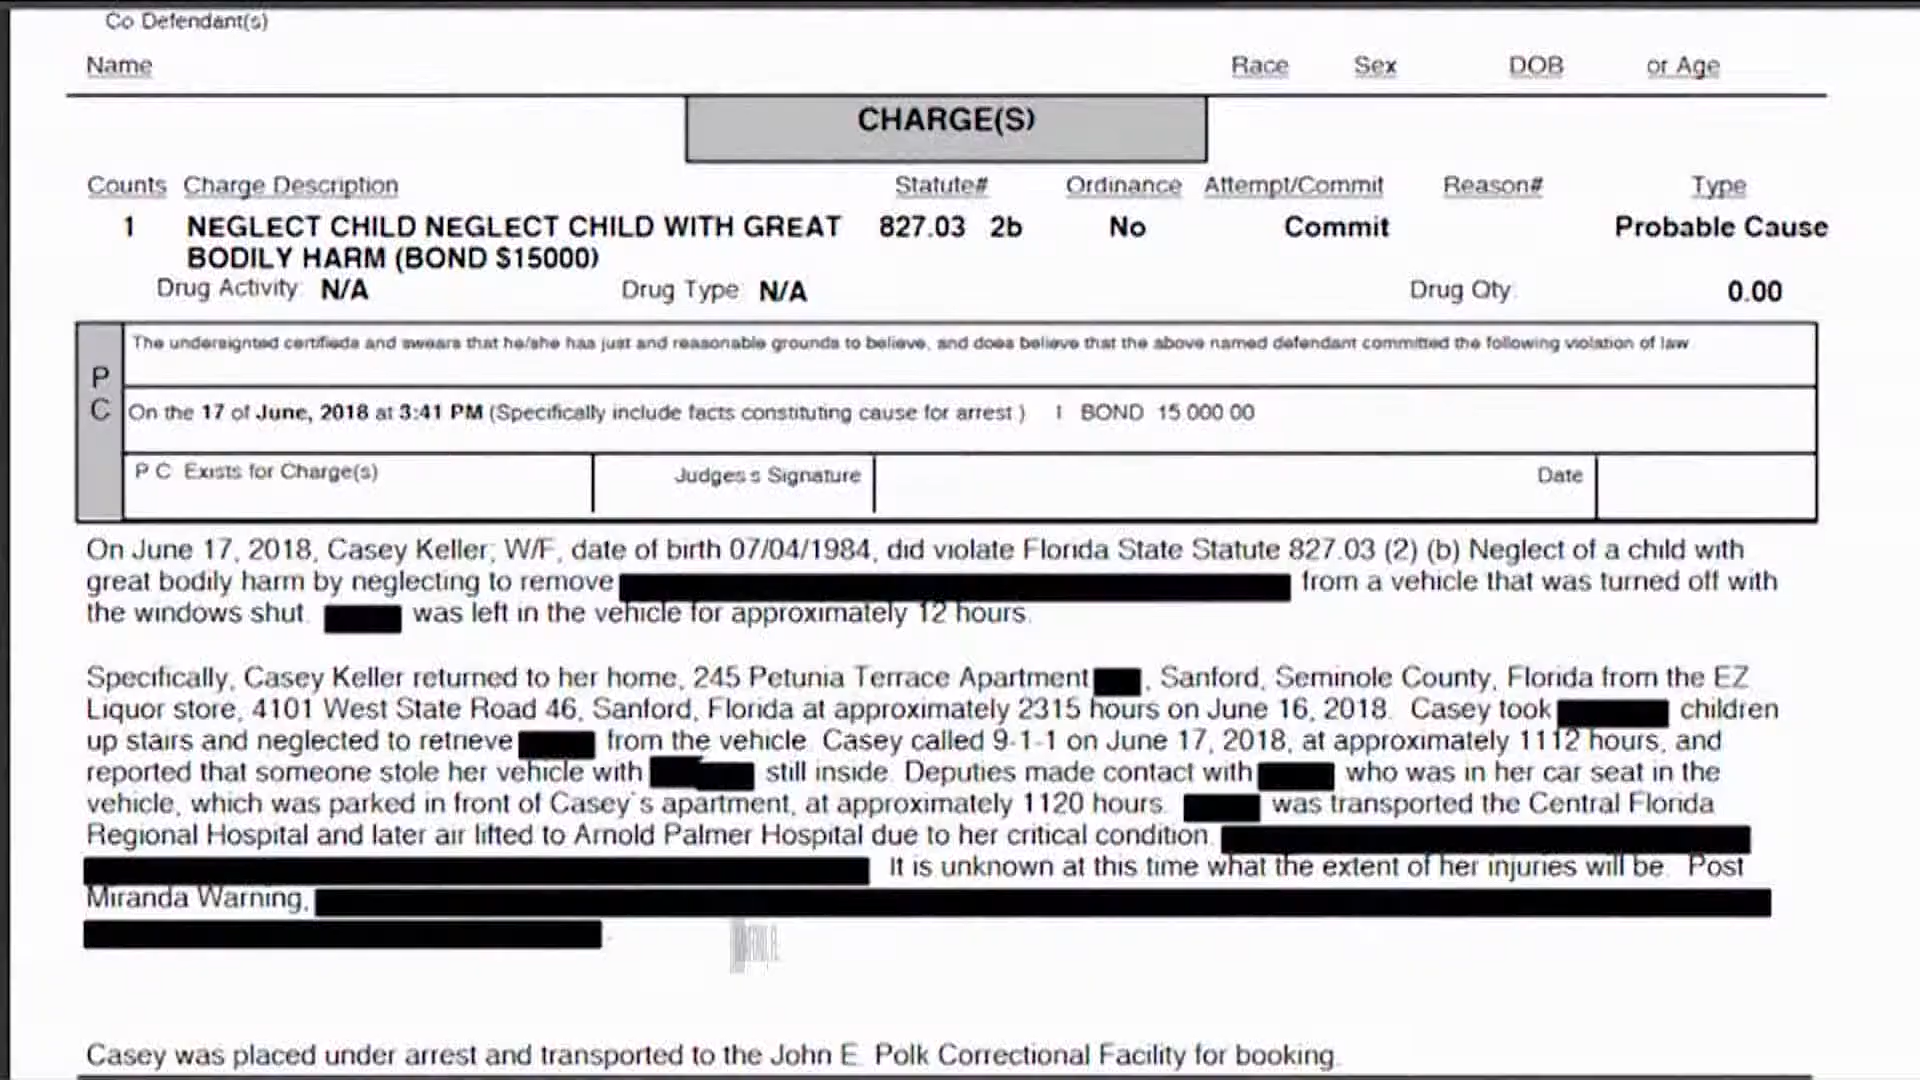 Co Defendant(s)
Name Race Sex DOB or Age
CHARGE(S)
Counts Charge Description Statute# Ordinance Attempt/Commit Reason# Type
1 NEGLECT CHILD NEGLECT CHILD WITH GREAT 827.03 2b No Commit Probable Cause
BODILY HARM (BOND $15000)
Drug Activity: N/A Drug Type N/A Drug Qty: 0.00
The undersignted certifieds and swears that he/she has just and reasonable grounds to believe, and does believe that the above named defendant committed the following violation of law
P
C
On the 17 of June, 2018 at 3:41 PM (Specifically include facts constituting cause for arrest ) I BOND 15 000 00
P C Exists for Charge(s) Judges s Signature Date
On June 17, 2018, Casey Keller, W/F, date of birth 07/04/1984, did violate Florida State Statute 827.03 (2) (b) Neglect of a child with
great bodily harm by neglecting to remove from a vehicle that was turned off with
the windows shut. was left in the vehicle for approximately 12 hours.
Specifically, Casey Keller returned to her home, 245 Petunia Terrace Apartment , Sanford, Seminole County, Florida from the EZ
Liquor store, 4101 West State Road 46, Sanford, Florida at approximately 2315 hours on June 16, 2018. Casey took children
up stairs and neglected to retrieve from the vehicle. Casey called 9-1-1 on June 17, 2018, at approximately 1112 hours, and
reported that someone stole her vehicle with still inside. Deputies made contact with who was in her car seat in the
vehicle, which was parked in front of Casey's apartment, at approximately 1120 hours. was transported the Central Florida
Regional Hospital and later air lifted to Arnold Palmer Hospital due to her critical condition.
It is unknown at this time what the extent of her injuries will be. Post
Miranda Warning,
Casey was placed under arrest and transported to the John E. Polk Correctional Facility for booking.